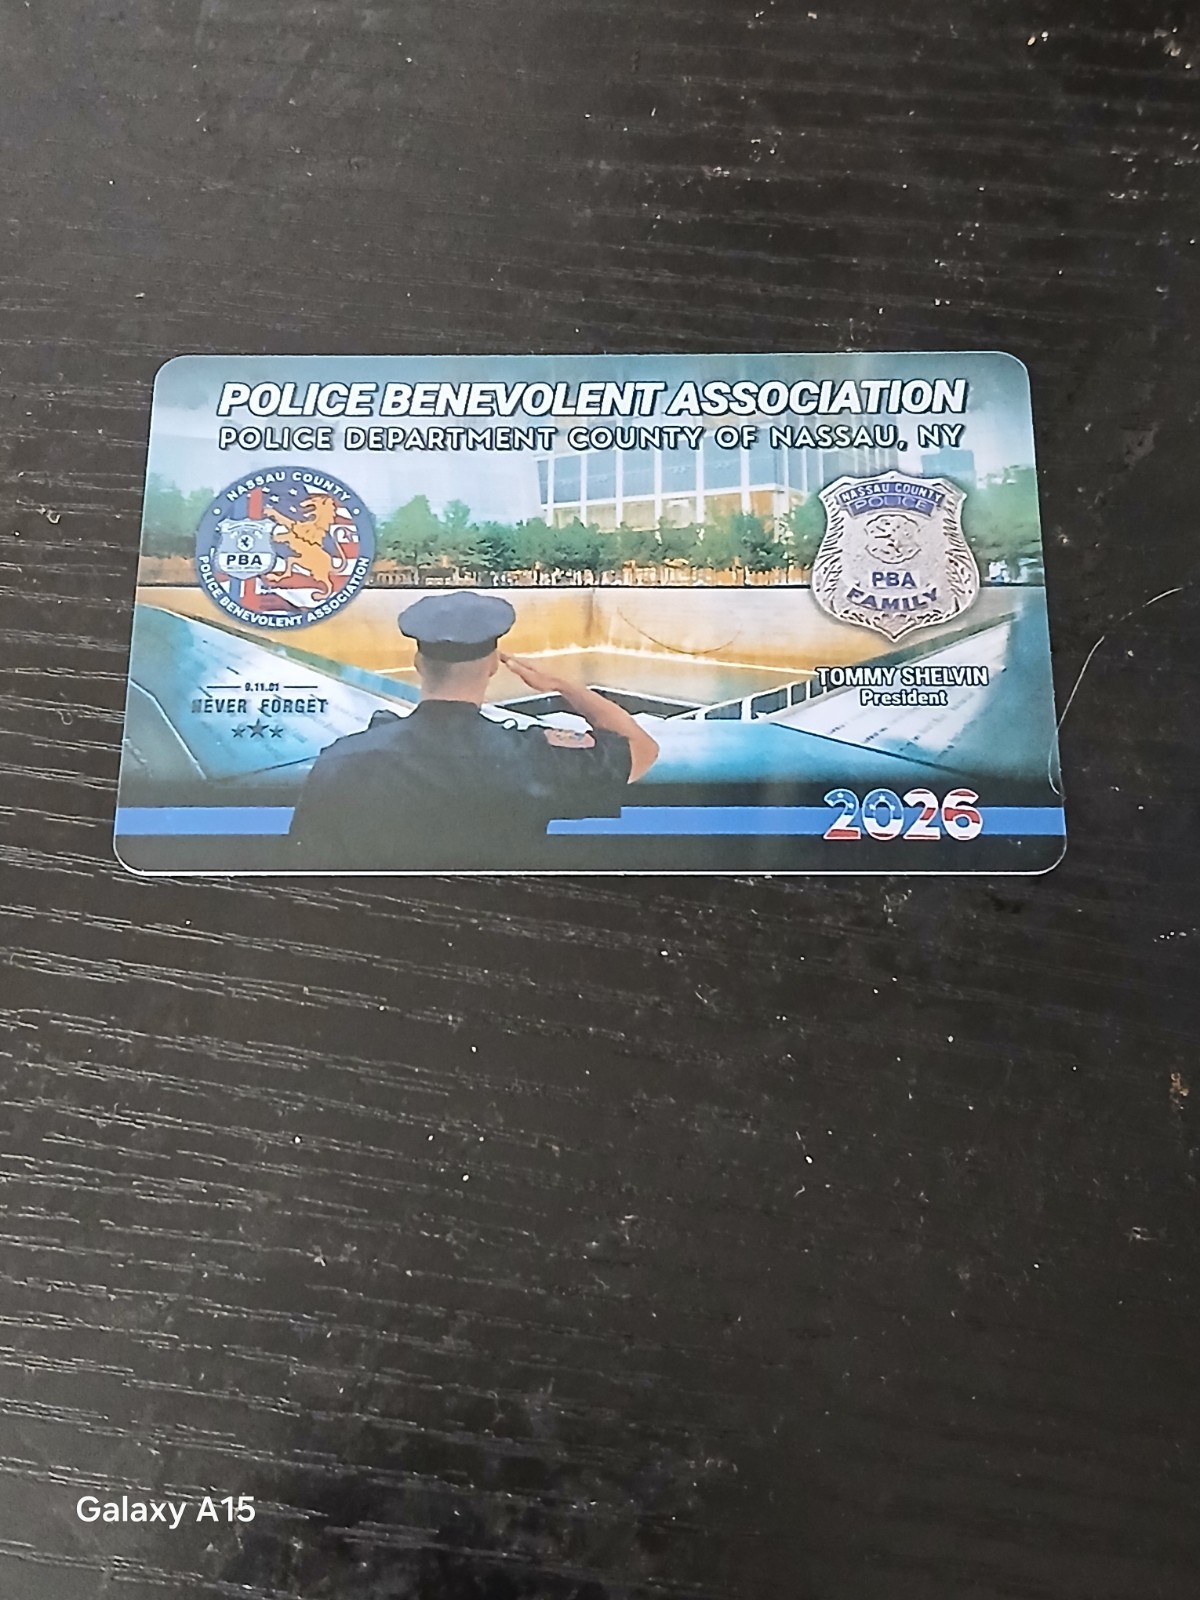 POLICE BENEVOLENT ASSOCIATION
POLICE DEPARTMENT COUNTY OF NASSAU, NY
NASSAU COUNTY
PBA
POLICE BENEVOLENT ASSOCIATION
NASSAU COUNTY
POLICE
PBA
FAMILY
TOMMY SHELVIN
President
9.11.01
NEVER FORGET
2026
Galaxy A15